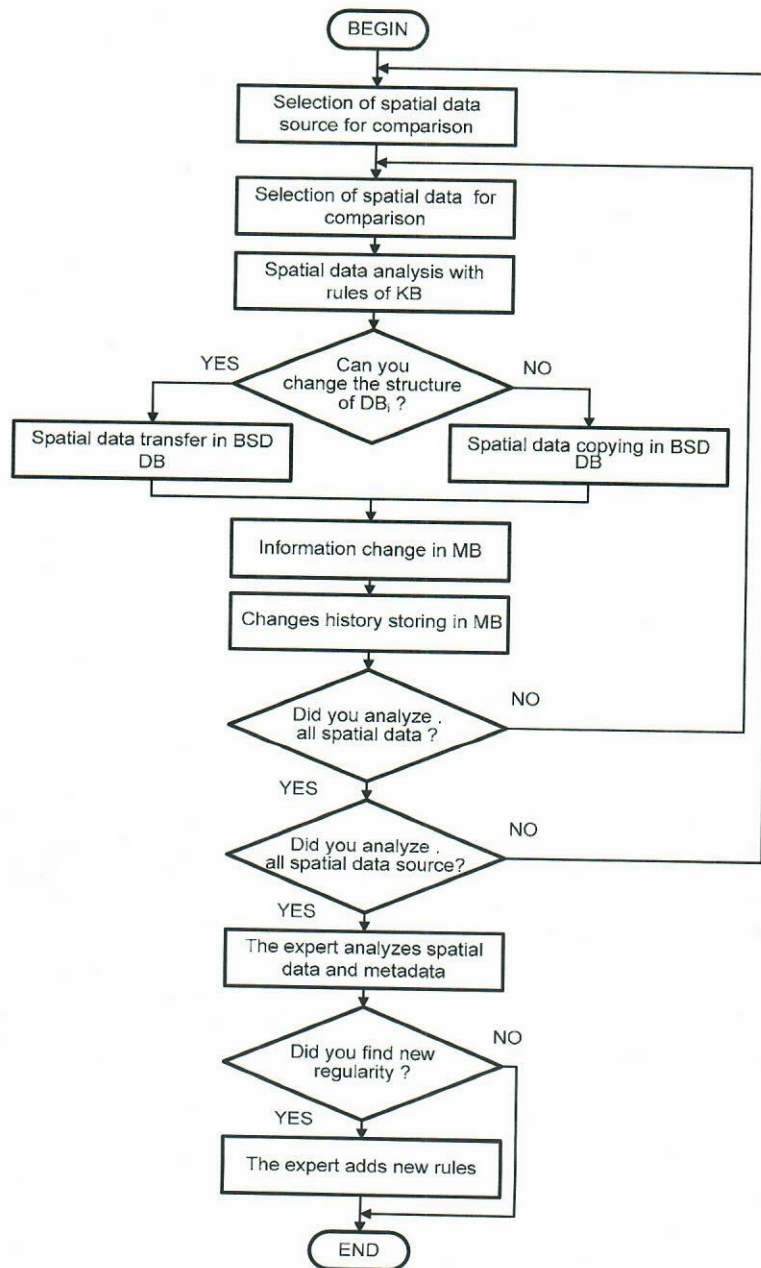 BEGIN
Selection of spatial data
source for comparison
Selection of spatial data for
comparison
Spatial data analysis with
rules of KB
YES
Can you
change the structure
of DBi ?
NO
Spatial data transfer in BSD
DB
Spatial data copying in BSD
DB
Information change in MB
Changes history storing in MB
Did you analyze .
all spatial data ?
NO
YES
Did you analyze .
all spatial data source?
NO
YES
The expert analyzes spatial
data and metadata
Did you find new
regularity ?
NO
YES
The expert adds new rules
END